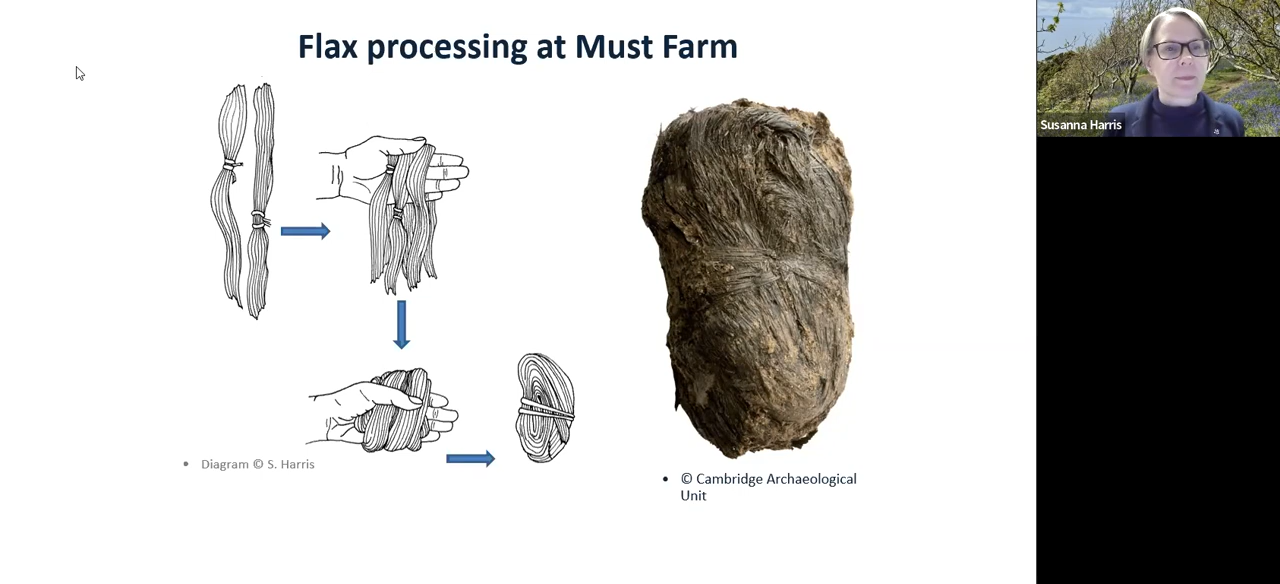 Flax processing at Must Farm
Susanna Harris
• Diagram © S. Harris
• © Cambridge Archaeological
Unit